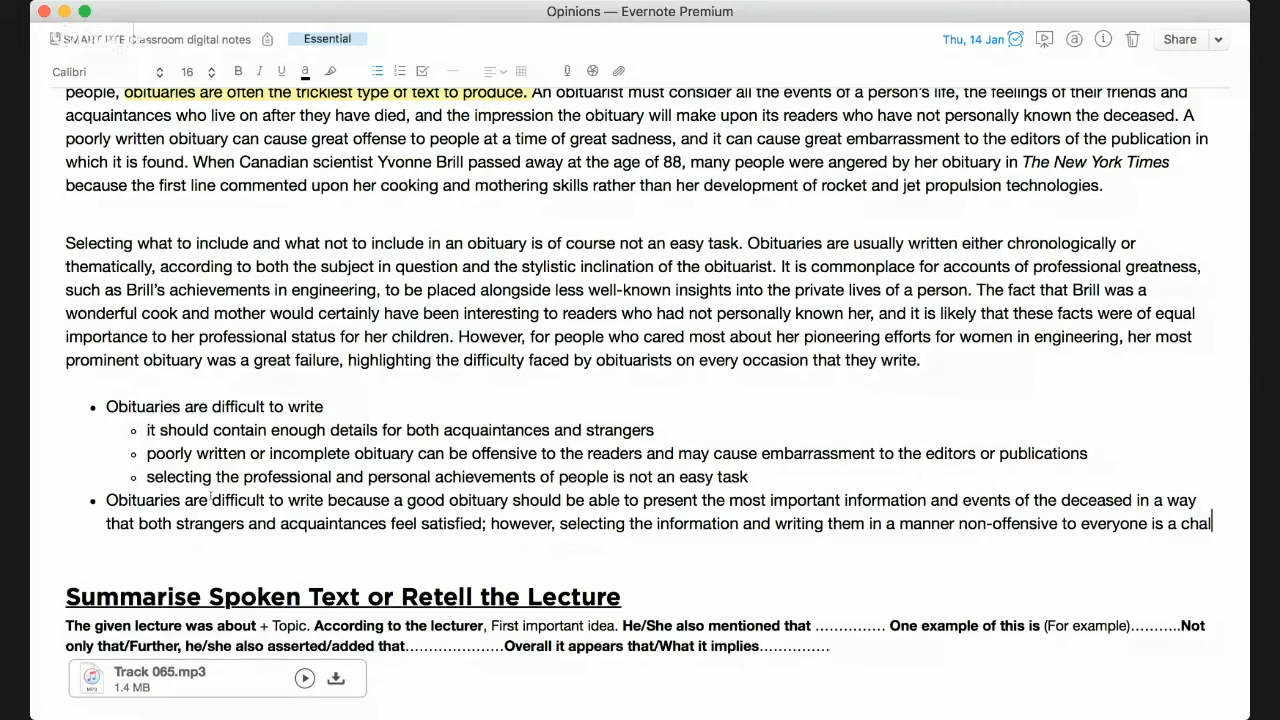 Opinions — Evernote Premium
SMART PTE Classroom digital notes Essential Thu, 14 Jan Share
Calibri 16 B I U a
people, obituaries are often the trickiest type of text to produce. An obituarist must consider all the events of a person's life, the feelings of their friends and
acquaintances who live on after they have died, and the impression the obituary will make upon its readers who have not personally known the deceased. A
poorly written obituary can cause great offense to people at a time of great sadness, and it can cause great embarrassment to the editors of the publication in
which it is found. When Canadian scientist Yvonne Brill passed away at the age of 88, many people were angered by her obituary in The New York Times
because the first line commented upon her cooking and mothering skills rather than her development of rocket and jet propulsion technologies.
Selecting what to include and what not to include in an obituary is of course not an easy task. Obituaries are usually written either chronologically or
thematically, according to both the subject in question and the stylistic inclination of the obituarist. It is commonplace for accounts of professional greatness,
such as Brill's achievements in engineering, to be placed alongside less well-known insights into the private lives of a person. The fact that Brill was a
wonderful cook and mother would certainly have been interesting to readers who had not personally known her, and it is likely that these facts were of equal
importance to her professional status for her children. However, for people who cared most about her pioneering efforts for women in engineering, her most
prominent obituary was a great failure, highlighting the difficulty faced by obituarists on every occasion that they write.
• Obituaries are difficult to write
◦ it should contain enough details for both acquaintances and strangers
◦ poorly written or incomplete obituary can be offensive to the readers and may cause embarrassment to the editors or publications
◦ selecting the professional and personal achievements of people is not an easy task
• Obituaries are difficult to write because a good obituary should be able to present the most important information and events of the deceased in a way
that both strangers and acquaintances feel satisfied; however, selecting the information and writing them in a manner non-offensive to everyone is a chal
Summarise Spoken Text or Retell the Lecture
The given lecture was about + Topic. According to the lecturer, First important idea. He/She also mentioned that …………… One example of this is (For example)………..Not
only that/Further, he/she also asserted/added that…………………Overall it appears that/What it implies……………
Track 065.mp3
MP3 1.4 MB